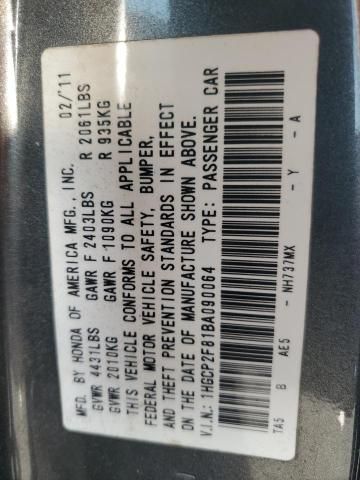 MFD. BY HONDA OF AMERICA MFG., INC. 02/'11
GVWR 4431LBS GAWR F 2403LBS R 2061LBS
GVWR 2010KG GAWR F 1090KG R 935KG
THIS VEHICLE CONFORMS TO ALL APPLICABLE
FEDERAL MOTOR VEHICLE SAFETY, BUMPER,
AND THEFT PREVENTION STANDARDS IN EFFECT
ON THE DATE OF MANUFACTURE SHOWN ABOVE.
V.I.N.: 1HGCP2F81BA090064 TYPE: PASSENGER CAR
TA5 B AE5 - NH737MX - Y - A